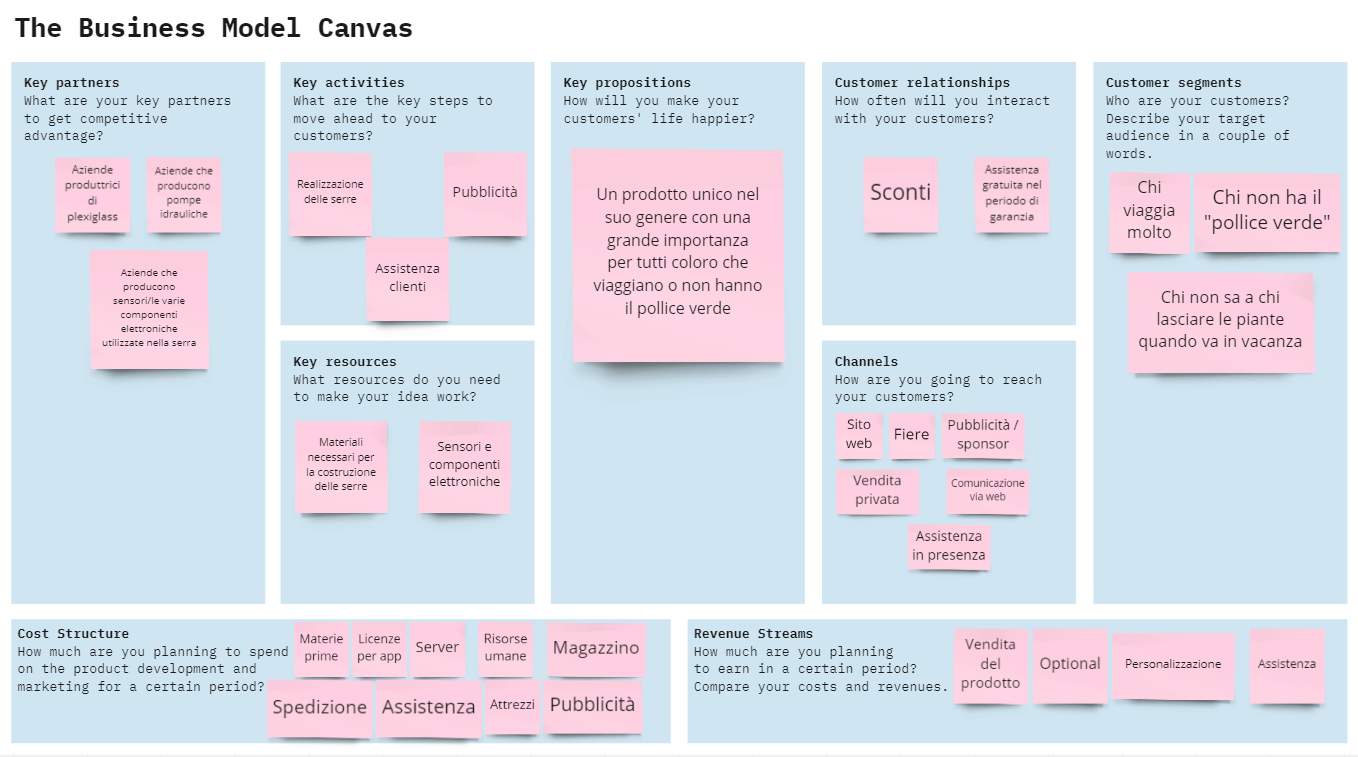 The Business Model Canvas
Key partners
What are your key partners
to get competitive
advantage?
Aziende
produttrici
di
plexiglass
Aziende che
producono
pompe
idrauliche
Aziende che
producono
sensori/le varie
componenti
elettroniche
utilizzate nella serra
Key activities
What are the key steps to
move ahead to your
customers?
Realizzazione
delle serre
Pubblicità
Assistenza
clienti
Key resources
What resources do you need
to make your idea work?
Materiali
necessari per
la costruzione
delle serre
Sensori e
componenti
elettroniche
Key propositions
How will you make your
customers' life happier?
Un prodotto unico nel
suo genere con una
grande importanza
per tutti coloro che
viaggiano o non hanno
il pollice verde
Customer relationships
How often will you interact
with your customers?
Sconti
Assistenza
gratuita nel
periodo di
garanzia
Channels
How are you going to reach
your customers?
Sito
web
Fiere
Pubblicità /
sponsor
Vendita
privata
Comunicazione
via web
Assistenza
in presenza
Customer segments
Who are your customers?
Describe your target
audience in a couple of
words.
Chi
viaggia
molto
Chi non ha il
"pollice verde"
Chi non sa a chi
lasciare le piante
quando va in vacanza
Cost Structure
How much are you planning to spend
on the product development and
marketing for a certain period?
Materie
prime
Licenze
per app
Server
Risorse
umane
Magazzino
Spedizione
Assistenza
Attrezzi
Pubblicità
Revenue Streams
How much are you planning
to earn in a certain period?
Compare your costs and revenues.
Vendita
del
prodotto
Optional
Personalizzazione
Assistenza